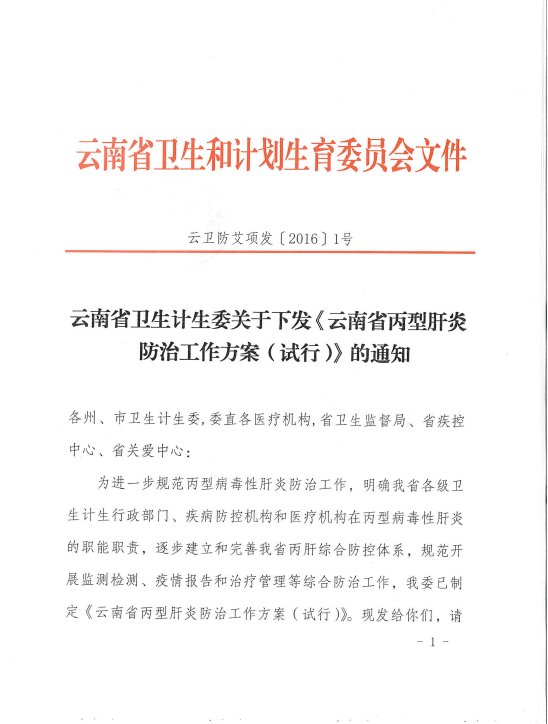 云南省卫生和计划生育委员会文件
云卫防艾项发〔2016〕1号
云南省卫生计生委关于下发《云南省丙型肝炎
防治工作方案（试行）》的通知
各州、市卫生计生委,委直各医疗机构,省卫生监督局、省疾控
中心、省关爱中心：
为进一步规范丙型病毒性肝炎防治工作，明确我省各级卫
生计生行政部门、疾病防控机构和医疗机构在丙型病毒性肝炎
的职能职责，逐步建立和完善我省丙肝综合防控体系，规范开
展监测检测、疫情报告和治疗管理等综合防治工作，我委已制
定《云南省丙型肝炎防治工作方案（试行）》。现发给你们，请
- 1 -